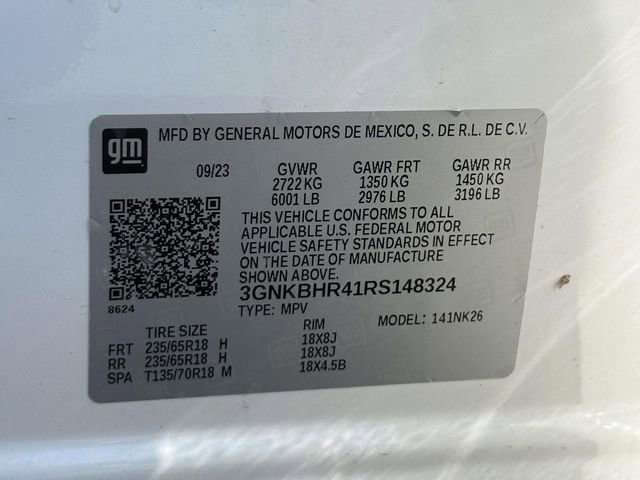 gm
MFD BY GENERAL MOTORS DE MEXICO, S. DE R.L. DE C.V.
09/23 GVWR GAWR FRT GAWR RR
2722 KG 1350 KG 1450 KG
6001 LB 2976 LB 3196 LB
THIS VEHICLE CONFORMS TO ALL
APPLICABLE U.S. FEDERAL MOTOR
VEHICLE SAFETY STANDARDS IN EFFECT
ON THE DATE OF MANUFACTURE
SHOWN ABOVE.
3GNKBHR41RS148324
8624
TYPE: MPV MODEL: 141NK26
TIRE SIZE RIM
FRT 235/65R18 H 18X8J
RR 235/65R18 H 18X8J
SPA T135/70R18 M 18X4.5B